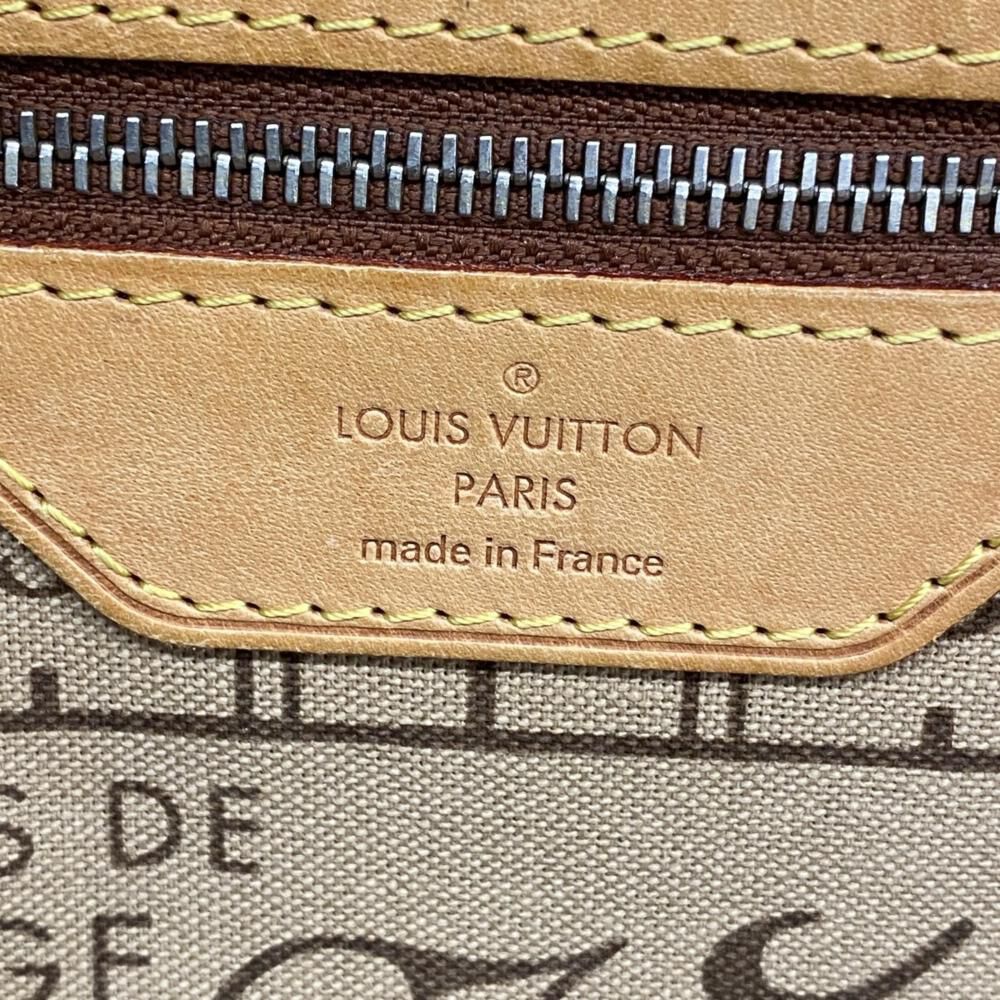 ®
LOUIS VUITTON
PARIS
made in France
S DE
GE